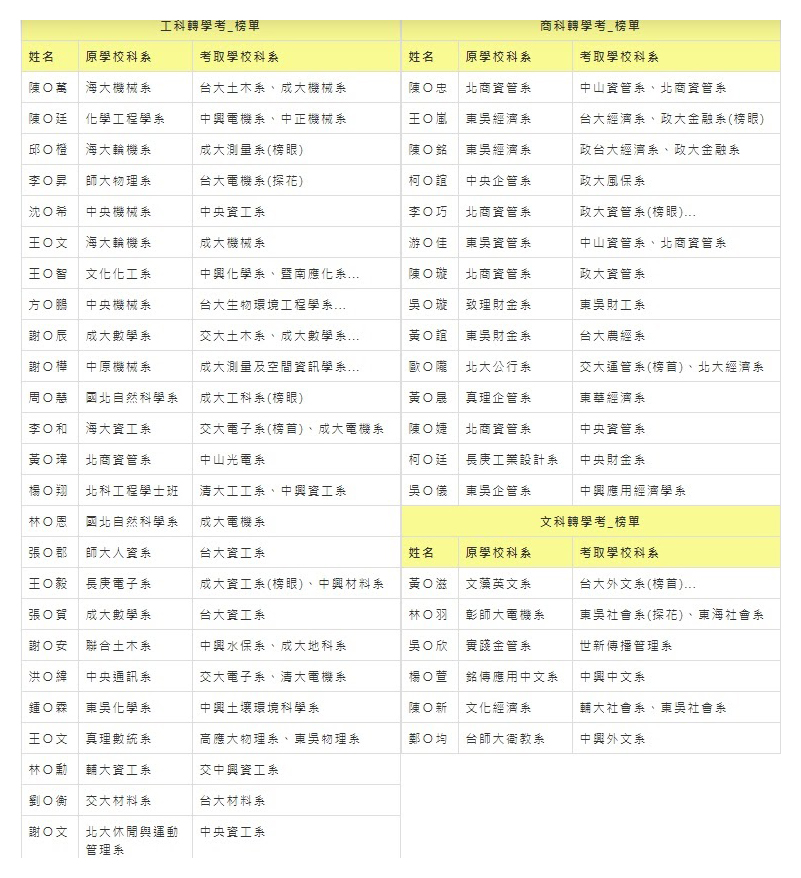 工科轉學考_榜單
姓名 原學校科系 考取學校科系
陳O萬 海大機械系 台大土木系、成大機械系
陳O廷 化學工程學系 中興電機系、中正機械系
邱O橙 海大輪機系 成大測量系(榜眼)
李O昇 師大物理系 台大電機系(探花)
沈O希 中央機械系 中央資工系
王O文 海大輪機系 成大機械系
王O智 文化化工系 中興化學系、暨南應化系...
方O鵬 中央機械系 台大生物環境工程學系...
謝O辰 成大數學系 交大土木系、成大數學系...
謝O樺 中原機械系 成大測量及空間資訊學系...
周O慧 國北自然科學系 成大工科系(榜眼)
李O和 海大資工系 交大電子系(榜首)、成大電機系
黃O瑋 北商資管系 中山光電系
楊O翔 北科工程學士班 清大工工系、中興資工系
林O恩 國北自然科學系 成大電機系
張O郡 師大人資系 台大資工系
王O毅 長庚電子系 成大資工系(榜眼)、中興材料系
張O賀 成大數學系 台大資工系
謝O安 聯合土木系 中興水保系、成大地科系
洪O緯 中央通訊系 交大電子系、清大電機系
鍾O霖 東吳化學系 中興土壤環境科學系
王O文 真理數統系 高應大物理系、東吳物理系
林O勳 輔大資工系 交中興資工系
劉O衡 交大材料系 台大材料系
謝O文 北大休閒與運動 中央資工系
管理系
商科轉學考_榜單
姓名 原學校科系 考取學校科系
陳O忠 北商資管系 中山資管系、北商資管系
王O嵐 東吳經濟系 台大經濟系、政大金融系(榜眼)
陳O銘 東吳經濟系 政台大經濟系、政大金融系
柯O誼 中央企管系 政大風保系
李O巧 北商資管系 政大資管系(榜眼)...
游O佳 東吳資管系 中山資管系、北商資管系
陳O璇 北商資管系 政大資管系
吳O璇 致理財金系 東吳財工系
黃O誼 東吳財金系 台大農經系
歐O隴 北大公行系 交大運管系(榜首)、北大經濟系
黃O晟 真理企管系 東華經濟系
陳O婕 北商資管系 中央資管系
柯O廷 長庚工業設計系 中央財金系
吳O儀 東吳企管系 中興應用經濟學系
文科轉學考_榜單
姓名 原學校科系 考取學校科系
黃O滋 文藻英文系 台大外文系(榜首)...
林O羽 彰師大電機系 東吳社會系(探花)、東海社會系
吳O欣 實踐金管系 世新傳播管理系
楊O萱 銘傳應用中文系 中興中文系
陳O新 文化經濟系 輔大社會系、東吳社會系
鄭O均 台師大衛教系 中興外文系